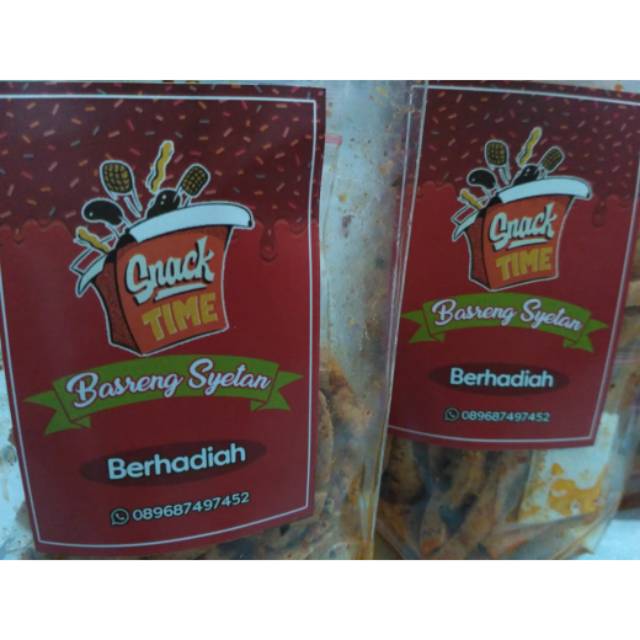 Snack
TIME
Basreng Syetan
Berhadiah
089687497452
Snack
TIME
Basreng Syetan
Berhadiah
089687497452